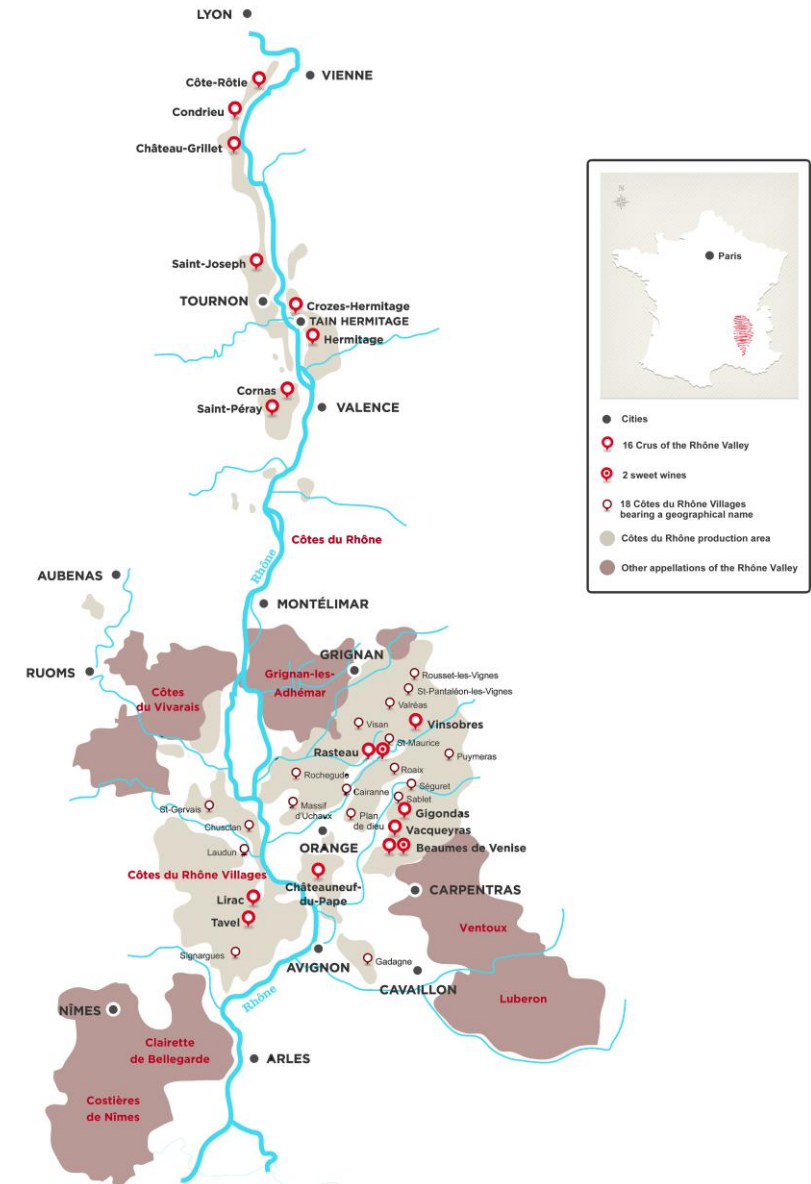 LYON
VIENNE
Côte-Rôtie
Condrieu
Château-Grillet
Saint-Joseph
TOURNON
Crozes-Hermitage
TAIN HERMITAGE
Hermitage
Cornas
Saint-Péray
VALENCE
Côtes du Rhône
Rhône
AUBENAS
MONTÉLIMAR
RUOMS
GRIGNAN
Côtes
du Vivarais
Grignan-les-
Adhémar
Rousset-les-Vignes
St-Pantaléon-les-Vignes
Valréas
Visan
Vinsobres
St-Maurice
Rasteau
Puymeras
Roaix
Rochegude
Séguret
Cairanne
Sablet
St-Gervais
Massif
d'Uchaux
Plan
de dieu
Gigondas
Chusclan
Vacqueyras
ORANGE
Laudun
Beaumes de Venise
Côtes du Rhône Villages
Châteauneuf-
du-Pape
CARPENTRAS
Lirac
Tavel
Ventoux
Signargues
AVIGNON
Gadagne
CAVAILLON
Luberon
Rhône
NÎMES
Clairette
de Bellegarde
ARLES
Costières
de Nîmes
N
Paris
Cities
16 Crus of the Rhône Valley
2 sweet wines
18 Côtes du Rhône Villages
bearing a geographical name
Côtes du Rhône production area
Other appellations of the Rhône Valley